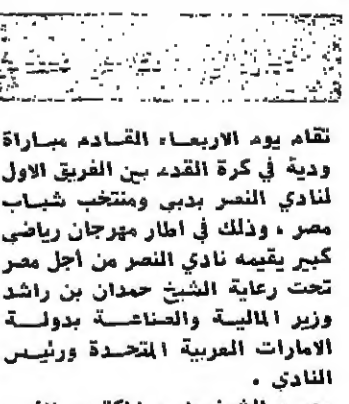 تقام يوم الاربعاء القادم مباراة
ودية في كرة القدم بين الفريق الاول
لنادي النصر بدبي ومنتخب شباب
مصر ، وذلك في اطار مهرجان رياضي
كبير يقيمه نادي النصر من أجل مصر
تحت رعاية الشيخ حمدان بن راشد
وزير المالية والصناعة بدولة
الامارات العربية المتحدة ورئيس
النادي .